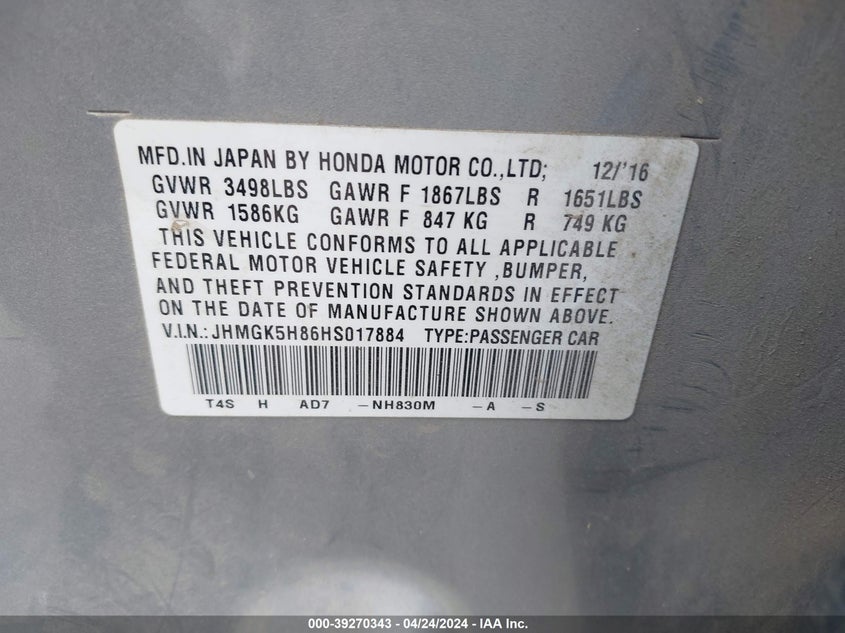 MFD.IN JAPAN BY HONDA MOTOR CO.,LTD; 12/'16
GVWR 3498LBS GAWR F 1867LBS R 1651LBS
GVWR 1586KG GAWR F 847 KG R 749 KG
THIS VEHICLE CONFORMS TO ALL APPLICABLE
FEDERAL MOTOR VEHICLE SAFETY ,BUMPER,
AND THEFT PREVENTION STANDARDS IN EFFECT
ON THE DATE OF MANUFACTURE SHOWN ABOVE.
V.I.N.:JHMGK5H86HS017884 TYPE:PASSENGER CAR
T4S H AD7 -NH830M -A -S
000-39270343 - 04/24/2024 - IAA Inc.